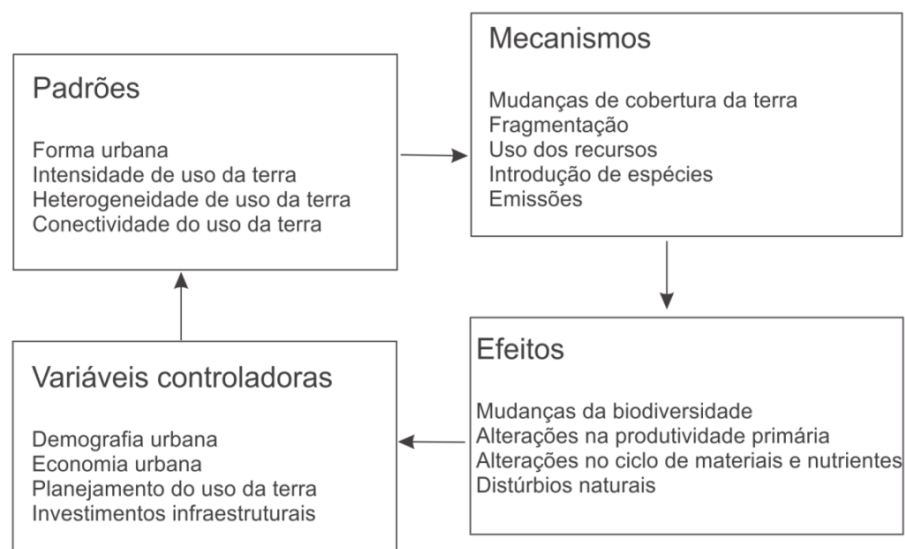 Padrões
Forma urbana
Intensidade de uso da terra
Heterogeneidade de uso da terra
Conectividade do uso da terra
Mecanismos
Mudanças de cobertura da terra
Fragmentação
Uso dos recursos
Introdução de espécies
Emissões
Efeitos
Mudanças da biodiversidade
Alterações na produtividade primária
Alterações no ciclo de materiais e nutrientes
Distúrbios naturais
Variáveis controladoras
Demografia urbana
Economia urbana
Planejamento do uso da terra
Investimentos infraestruturais